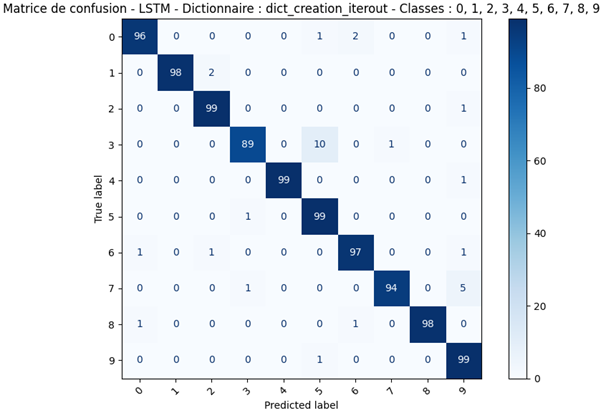 Matrice de confusion - LSTM - Dictionnaire : dict_creation_iterout - Classes : 0, 1, 2, 3, 4, 5, 6, 7, 8, 9
0 96 0 0 0 0 1 2 0 0 1
1 0 98 2 0 0 0 0 0 0 0
2 0 0 99 0 0 0 0 0 0 1
3 0 0 0 89 0 10 0 1 0 0
4 0 0 0 0 99 0 0 0 0 1
5 0 0 0 1 0 99 0 0 0 0
6 1 0 1 0 0 0 97 0 0 1
7 0 0 0 1 0 0 0 94 0 5
8 1 0 0 0 0 0 1 0 98 0
9 0 0 0 0 0 1 0 0 0 99
0 1 2 3 4 5 6 7 8 9
Predicted label
True label
80
60
40
20
0